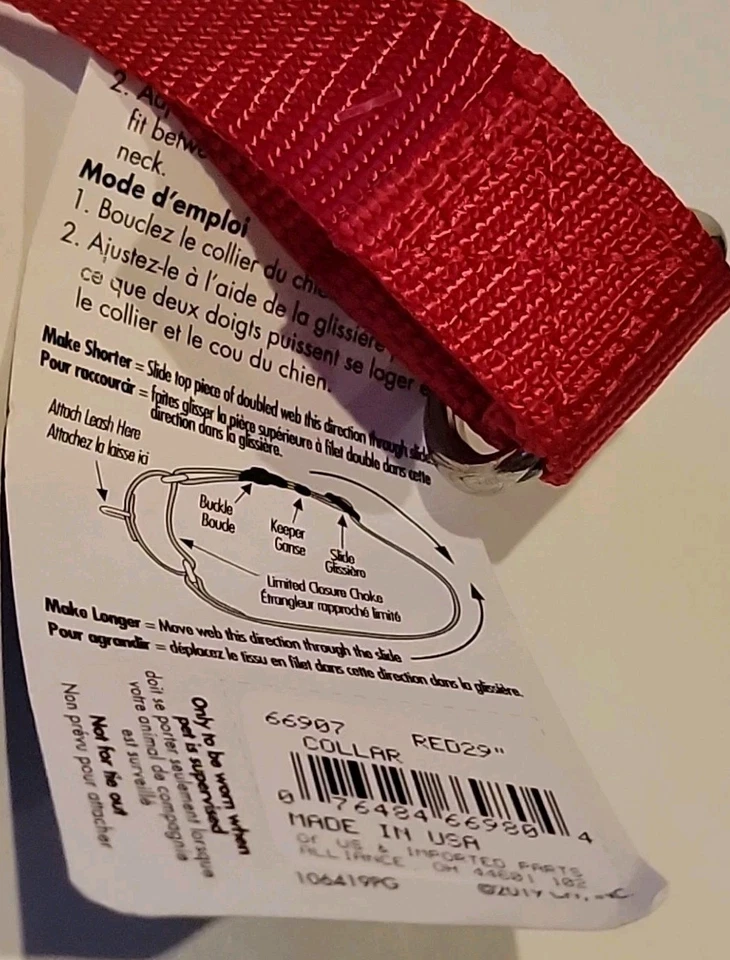 2.
fit between
neck.
Mode d'emploi
1. Bouclez le collier du
2. Ajustez-le à l'aide de la glissière
ce que deux doigts puissent se loger
le collier et le cou du chien.
Make Shorter = Slide top piece of doubled web this direction through slide
Pour raccourcir = faites glisser la pièce supérieure à filet double dans cette
direction dans la glissière.
Attach Leash Here
Attachez la laisse ici
Buckle
Boucle
Keeper
Ganse
Slide
Glissière
Limited Closure Choke
Étrangleur rapproché limité
Make Longer = Move web this direction through the slide
Pour agrandir = déplacez le tissu en filet dans cette direction dans la glissière.
Only to be worn when
pet is supervised
doit se porter seulement lorsque
votre animal de compagnie
est surveillé
Not for tie out
Non prévu pour attacher
66907 RED29"
COLLAR
0 76484 66980 4
MADE IN USA
OF US & IMPORTED PARTS
ALLIANCE OH 44601 102
106419PG ©2019